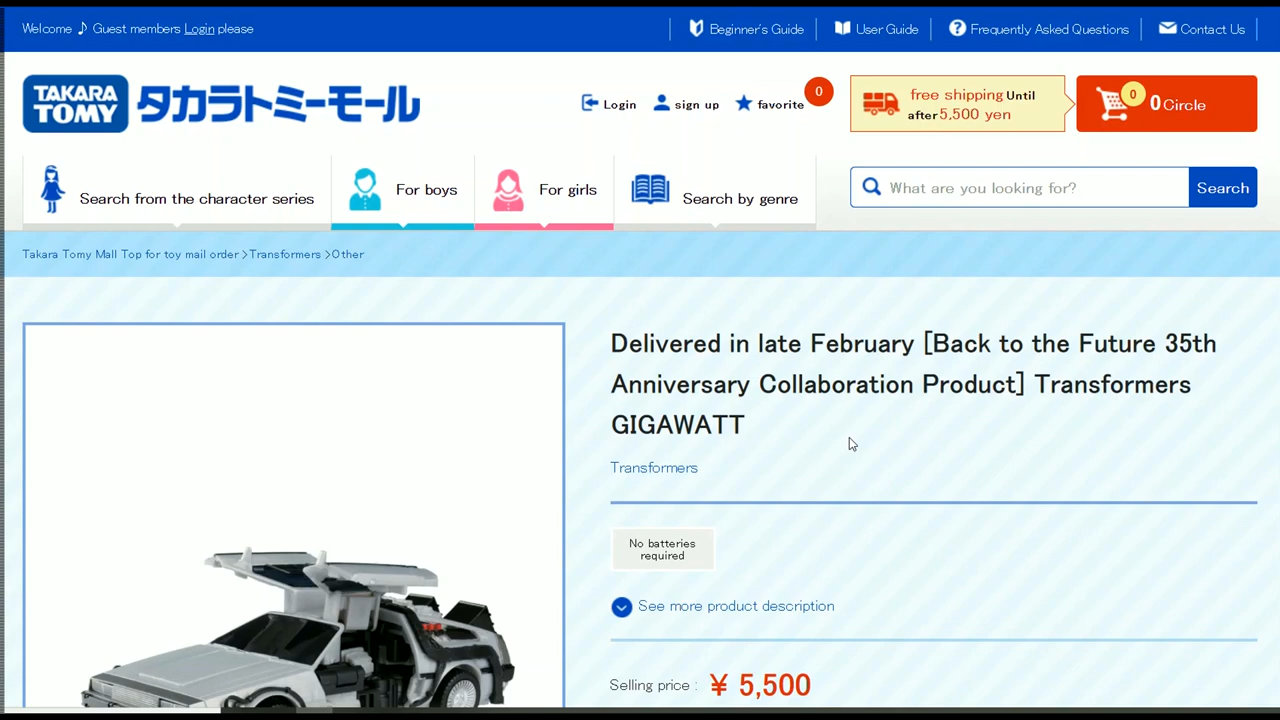 Welcome ♪ Guest members Login please
Beginner's Guide
User Guide
Frequently Asked Questions
Contact Us
TAKARA TOMY
タカラトミーモール
Login
sign up
favorite
0
free shipping Until
after 5,500 yen
0
0 Circle
Search from the character series
For boys
For girls
Search by genre
What are you looking for?
Search
Takara Tomy Mall Top for toy mail order >Transformers >Other
Delivered in late February [Back to the Future 35th
Anniversary Collaboration Product] Transformers
GIGAWATT
Transformers
No batteries
required
See more product description
Selling price : ¥ 5,500